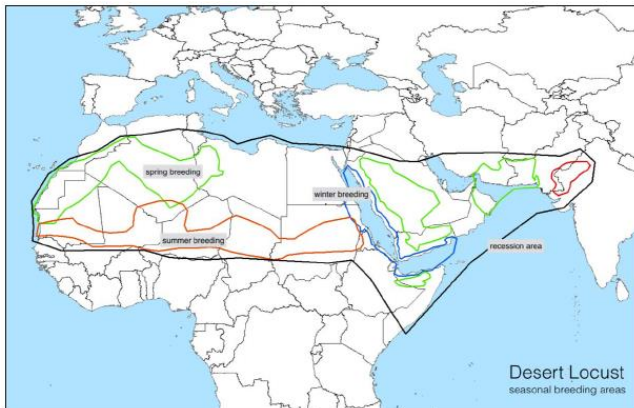 spring breeding
winter breeding
summer breeding
recession area
Desert Locust
seasonal breeding areas